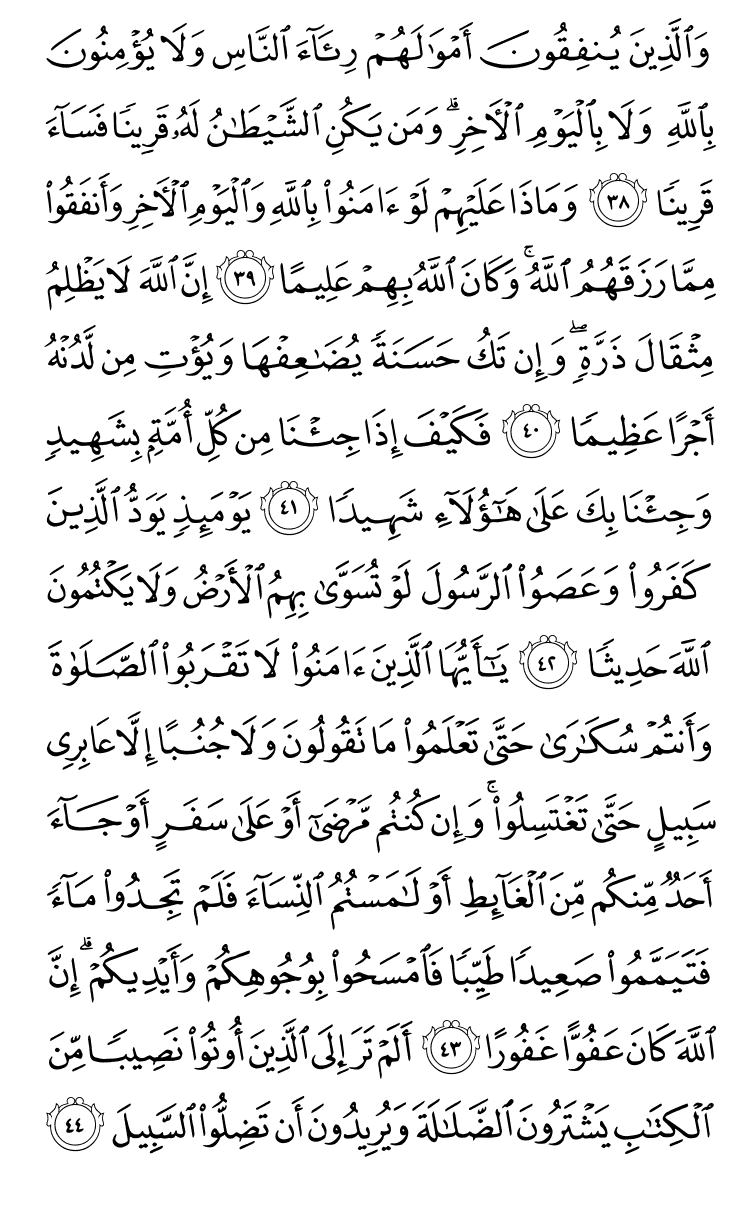 وَٱلَّذِينَ يُنفِقُونَ أَمۡوَٰلَهُمۡ رِئَآءَ ٱلنَّاسِ وَلَا يُؤۡمِنُونَ
بِٱللَّهِ وَلَا بِٱلۡيَوۡمِ ٱلۡأٓخِرِۗ وَمَن يَكُنِ ٱلشَّيۡطَٰنُ لَهُۥ قَرِينٗا فَسَآءَ
قَرِينٗا ٣٨ وَمَاذَا عَلَيۡهِمۡ لَوۡ ءَامَنُواْ بِٱللَّهِ وَٱلۡيَوۡمِ ٱلۡأٓخِرِ وَأَنفَقُواْ
مِمَّا رَزَقَهُمُ ٱللَّهُۚ وَكَانَ ٱللَّهُ بِهِمۡ عَلِيمًا ٣٩ إِنَّ ٱللَّهَ لَا يَظۡلِمُ
مِثۡقَالَ ذَرَّةٖۖ وَإِن تَكُ حَسَنَةٗ يُضَٰعِفۡهَا وَيُؤۡتِ مِن لَّدُنۡهُ
أَجۡرًا عَظِيمٗا ٤٠ فَكَيۡفَ إِذَا جِئۡنَا مِن كُلِّ أُمَّةِۭ بِشَهِيدٖ
وَجِئۡنَا بِكَ عَلَىٰ هَٰٓؤُلَآءِ شَهِيدٗا ٤١ يَوۡمَئِذٖ يَوَدُّ ٱلَّذِينَ
كَفَرُواْ وَعَصَوُاْ ٱلرَّسُولَ لَوۡ تُسَوَّىٰ بِهِمُ ٱلۡأَرۡضُ وَلَا يَكۡتُمُونَ
ٱللَّهَ حَدِيثٗا ٤٢ يَٰٓأَيُّهَا ٱلَّذِينَ ءَامَنُواْ لَا تَقۡرَبُواْ ٱلصَّلَوٰةَ
وَأَنتُمۡ سُكَٰرَىٰ حَتَّىٰ تَعۡلَمُواْ مَا تَقُولُونَ وَلَا جُنُبًا إِلَّا عَابِرِي
سَبِيلٍ حَتَّىٰ تَغۡتَسِلُواْۚ وَإِن كُنتُم مَّرۡضَىٰٓ أَوۡ عَلَىٰ سَفَرٍ أَوۡ جَآءَ
أَحَدٞ مِّنكُم مِّنَ ٱلۡغَآئِطِ أَوۡ لَٰمَسۡتُمُ ٱلنِّسَآءَ فَلَمۡ تَجِدُواْ مَآءٗ
فَتَيَمَّمُواْ صَعِيدٗا طَيِّبٗا فَٱمۡسَحُواْ بِوُجُوهِكُمۡ وَأَيۡدِيكُمۡۗ إِنَّ
ٱللَّهَ كَانَ عَفُوًّا غَفُورًا ٤٣ أَلَمۡ تَرَ إِلَى ٱلَّذِينَ أُوتُواْ نَصِيبٗا مِّنَ
ٱلۡكِتَٰبِ يَشۡتَرُونَ ٱلضَّلَٰلَةَ وَيُرِيدُونَ أَن تَضِلُّواْ ٱلسَّبِيلَ ٤٤